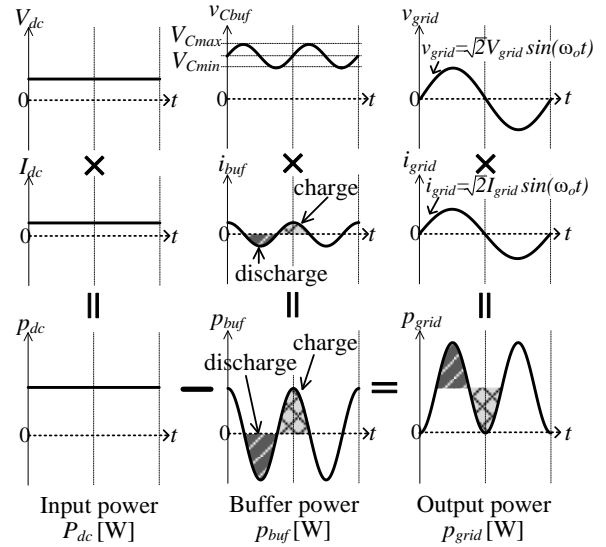 V_dc
0
t
v_Cbuf
V_Cmax
V_Cmin
0
t
v_grid
v_grid=√2V_grid sin(ω_o t)
0
t
×
×
×
I_dc
0
t
i_buf
charge
0
t
discharge
i_grid
i_grid=√2I_grid sin(ω_o t)
0
t
=
=
=
p_dc
0
t
−
p_buf
discharge
charge
0
t
=
p_grid
0
t
Input power
P_dc [W]
Buffer power
p_buf [W]
Output power
p_grid [W]